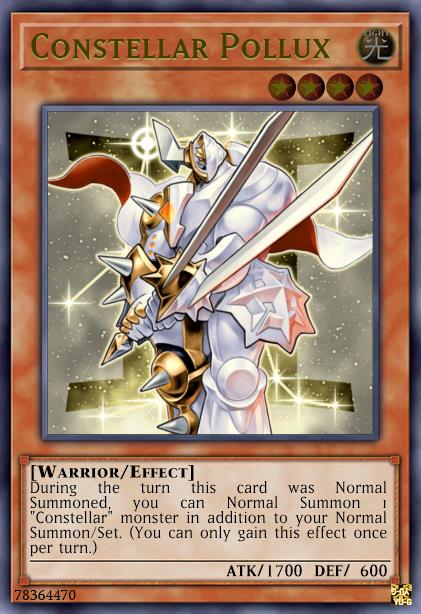 Constellar Pollux
LIGHT
光
[Warrior/Effect]
During the turn this card was Normal
Summoned, you can Normal Summon 1
"Constellar" monster in addition to your Normal
Summon/Set. (You can only gain this effect once
per turn.)
ATK/1700 DEF/ 600
78364470